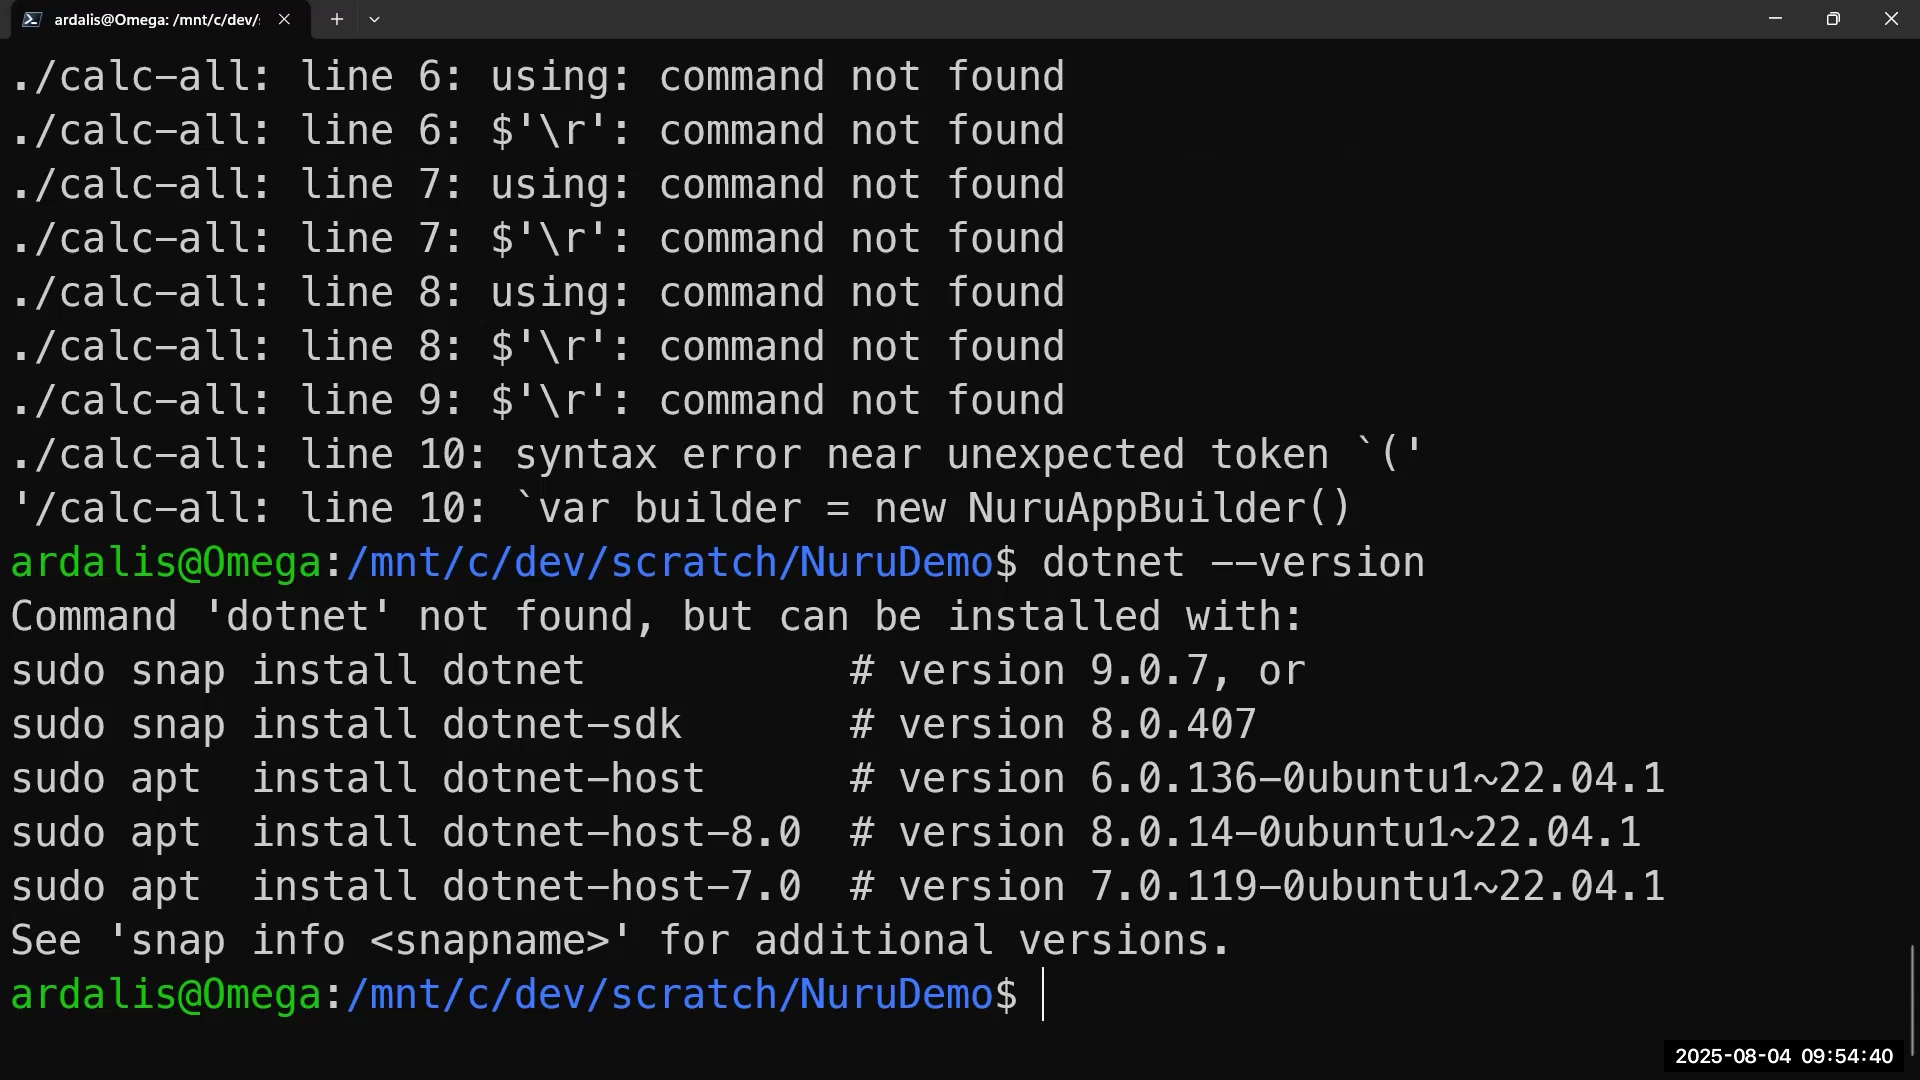 ardalis@Omega: /mnt/c/dev/:
./calc-all: line 6: using: command not found
./calc-all: line 6: $'\r': command not found
./calc-all: line 7: using: command not found
./calc-all: line 7: $'\r': command not found
./calc-all: line 8: using: command not found
./calc-all: line 8: $'\r': command not found
./calc-all: line 9: $'\r': command not found
./calc-all: line 10: syntax error near unexpected token `('
'/calc-all: line 10: `var builder = new NuruAppBuilder()
ardalis@Omega:/mnt/c/dev/scratch/NuruDemo$ dotnet --version
Command 'dotnet' not found, but can be installed with:
sudo snap install dotnet           # version 9.0.7, or
sudo snap install dotnet-sdk       # version 8.0.407
sudo apt  install dotnet-host      # version 6.0.136-0ubuntu1~22.04.1
sudo apt  install dotnet-host-8.0  # version 8.0.14-0ubuntu1~22.04.1
sudo apt  install dotnet-host-7.0  # version 7.0.119-0ubuntu1~22.04.1
See 'snap info <snapname>' for additional versions.
ardalis@Omega:/mnt/c/dev/scratch/NuruDemo$
2025-08-04 09:54:40